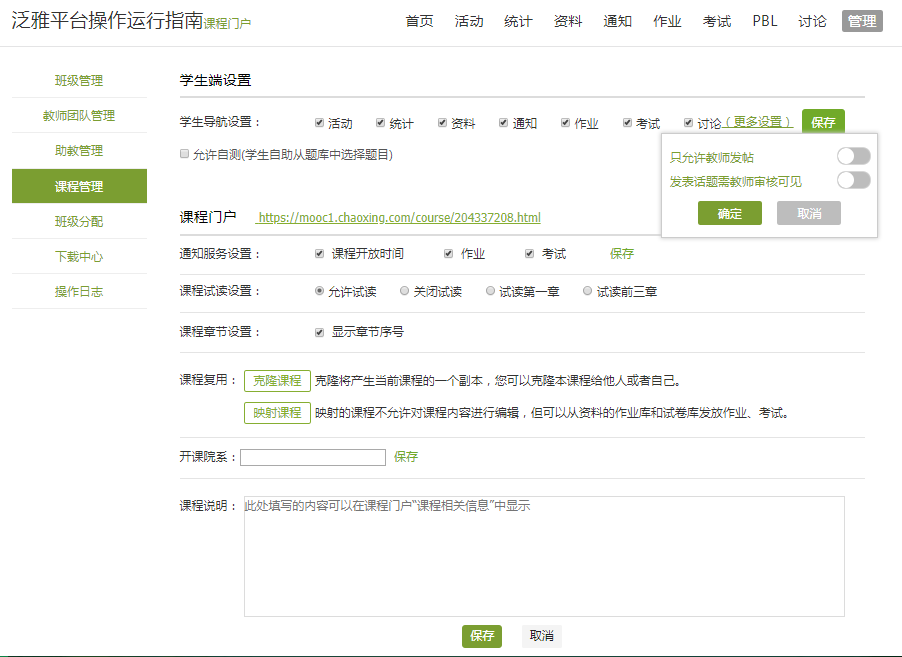 泛雅平台操作运行指南课程门户
首页 活动 统计 资料 通知 作业 考试 PBL 讨论 管理
班级管理
教师团队管理
助教管理
课程管理
班级分配
下载中心
操作日志
学生端设置
学生导航设置： 活动 统计 资料 通知 作业 考试 讨论（更多设置） 保存
允许自测(学生自助从题库中选择题目)
只允许教师发帖
发表话题需教师审核可见
确定 取消
课程门户 https://mooc1.chaoxing.com/course/204337208.html
通知服务设置： 课程开放时间 作业 考试 保存
课程试读设置： 允许试读 关闭试读 试读第一章 试读前三章
课程章节设置： 显示章节序号
课程复用： 克隆课程 克隆将产生当前课程的一个副本，您可以克隆本课程给他人或者自己。
映射课程 映射的课程不允许对课程内容进行编辑，但可以从资料的作业库和试卷库发放作业、考试。
开课院系： 保存
课程说明： 此处填写的内容可以在课程门户“课程相关信息”中显示
保存 取消